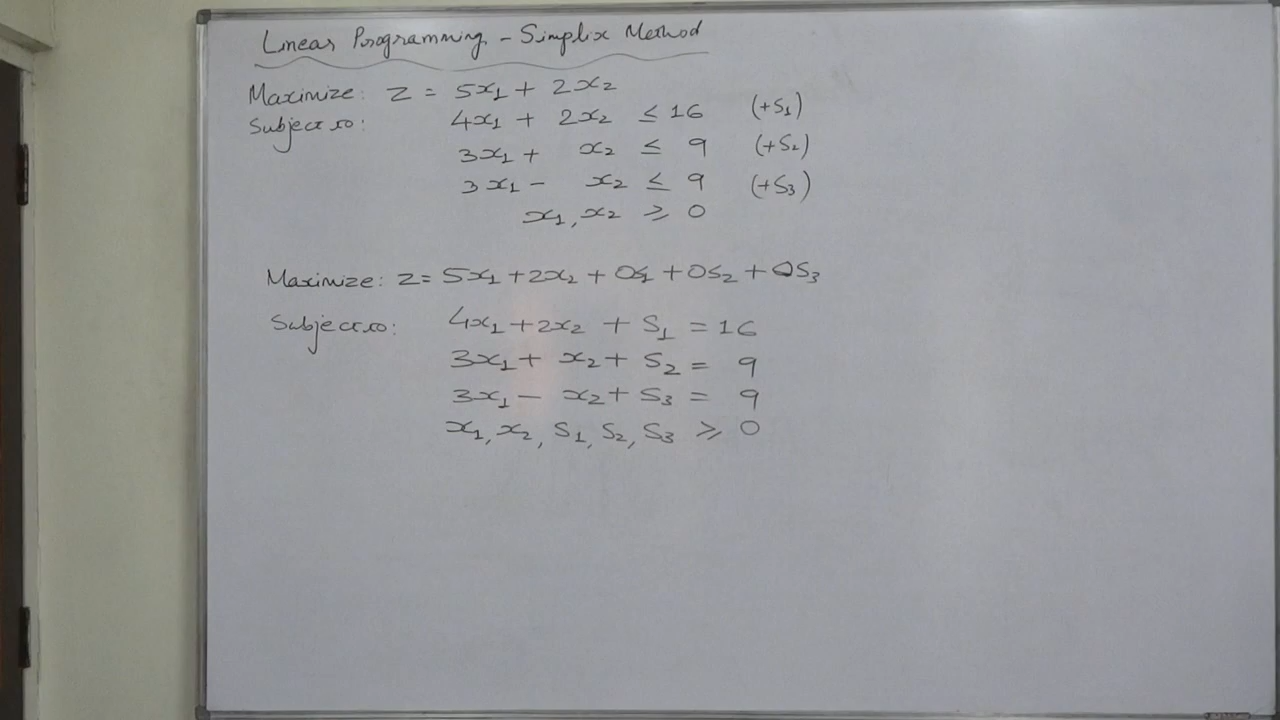 Linear Programming - Simplix Method
Maximize: Z = 5x₁ + 2x₂
Subject to: 4x₁ + 2x₂ ≤ 16 (+S₁)
3x₁ + x₂ ≤ 9 (+S₂)
3x₁ - x₂ ≤ 9 (+S₃)
x₁, x₂ ≥ 0
Maximize: Z = 5x₁ + 2x₂ + 0S₁ + 0S₂ + 0S₃
Subject to: 4x₁ + 2x₂ + S₁ = 16
3x₁ + x₂ + S₂ = 9
3x₁ - x₂ + S₃ = 9
x₁, x₂, S₁, S₂, S₃ ≥ 0